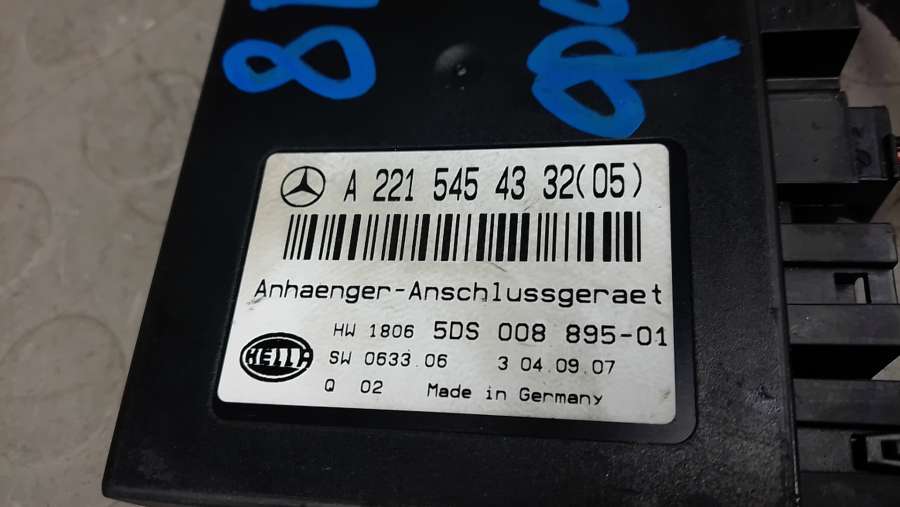 A 221 545 43 32(05)
Anhaenger-Anschlussgeraet
HW 1806 5DS 008 895-01
HELLA
SW 0633.06 3 04.09.07
Q 02 Made in Germany